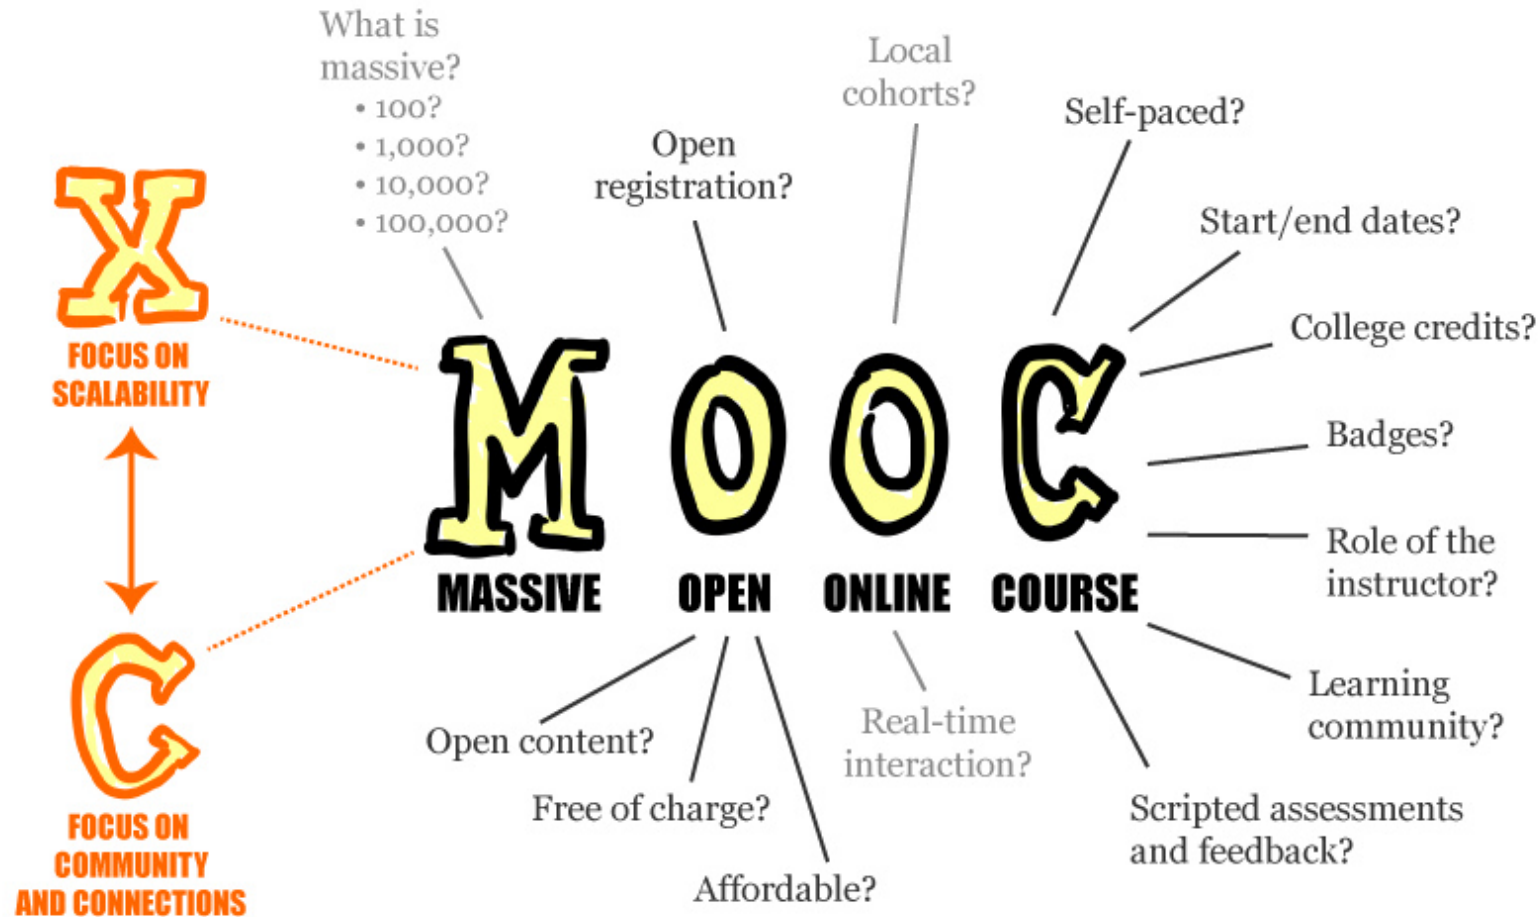 What is
massive?
• 100?
• 1,000?
• 10,000?
• 100,000?
Local
cohorts?
Self-paced?
Open
registration?
Start/end dates?
College credits?
Badges?
Role of the
instructor?
Learning
community?
Scripted assessments
and feedback?
X
FOCUS ON
SCALABILITY
C
FOCUS ON
COMMUNITY
AND CONNECTIONS
MOOC
MASSIVE OPEN ONLINE COURSE
Open content?
Free of charge?
Affordable?
Real-time
interaction?